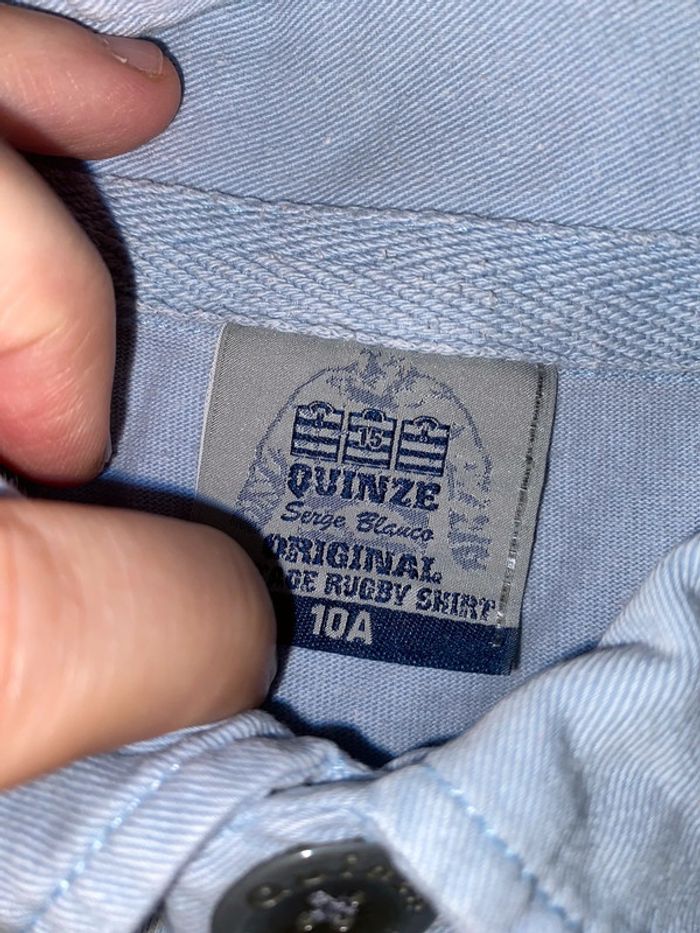 15
QUINZE
Serge Blanco
ORIGINAL
RUGBY SHIRT
10A